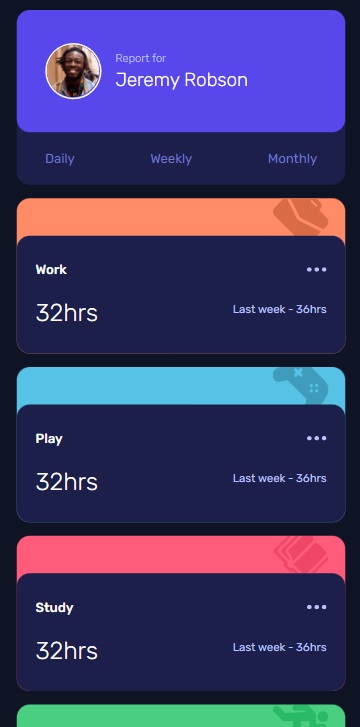 Report for
Jeremy Robson
Daily Weekly Monthly
Work
32hrs Last week - 36hrs
Play
32hrs Last week - 36hrs
Study
32hrs Last week - 36hrs